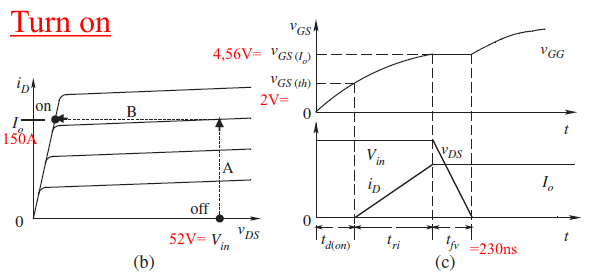 Turn on
i_D
on
B
I_o
150A
A
off
0
52V= V_in
v_DS
(b)
v_GS
4,56V= v_GS(I_o)
v_GG
v_GS(th)
2V=
0
t
V_in
v_DS
i_D
I_o
0
t
t_d(on)
t_ri
t_fv =230ns
(c)